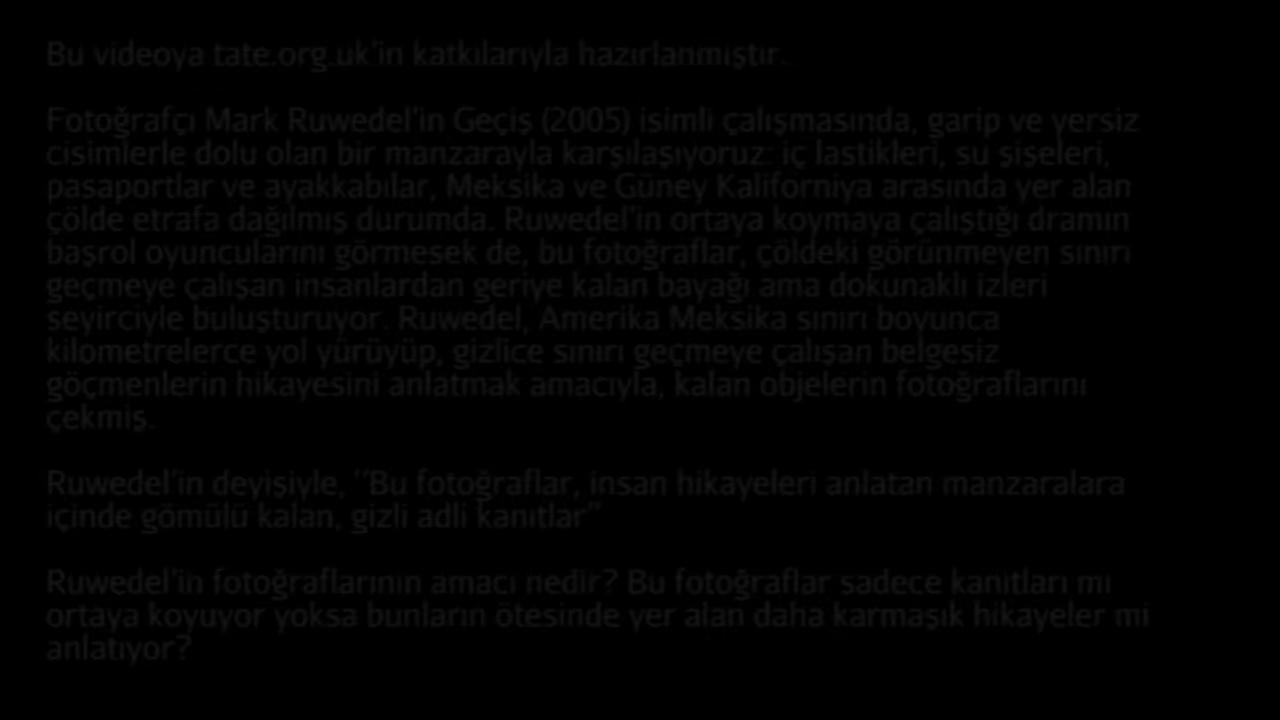 Bu videoya tate.org.uk'in katkılarıyla hazırlanmıştır.
Fotoğrafçı Mark Ruwedel'in Geçiş (2005) isimli çalışmasında, garip ve yersiz
cisimlerle dolu olan bir manzarayla karşılaşıyoruz: iç lastikleri, su şişeleri,
pasaportlar ve ayakkabılar, Meksika ve Güney Kaliforniya arasında yer alan
çölde etrafa dağılmış durumda. Ruwedel'in ortaya koymaya çalıştığı dramın
başrol oyuncularını görmesek de, bu fotoğraflar, çöldeki görünmeyen sınırı
geçmeye çalışan insanlardan geriye kalan bayağı ama dokunaklı izleri
seyirciyle buluşturuyor. Ruwedel, Amerika Meksika sınırı boyunca
kilometrelerce yol yürüyüp, gizlice sınırı geçmeye çalışan belgesiz
göçmenlerin hikayesini anlatmak amacıyla, kalan objelerin fotoğraflarını
çekmiş.
Ruwedel'in deyişiyle, ''Bu fotoğraflar, insan hikayeleri anlatan manzaralara
içinde gömülü kalan, gizli adli kanıtlar''
Ruwedel'in fotoğraflarının amacı nedir? Bu fotoğraflar sadece kanıtları mı
ortaya koyuyor yoksa bunların ötesinde yer alan daha karmaşık hikayeler mi
anlatıyor?